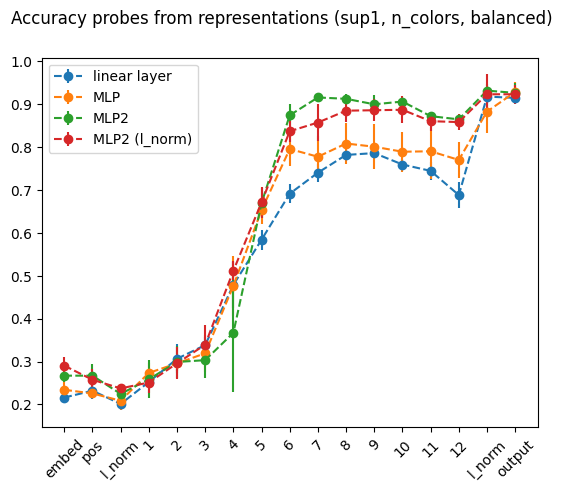 Accuracy probes from representations (sup1, n_colors, balanced)
linear layer
MLP
MLP2
MLP2 (l_norm)
1.0
0.9
0.8
0.7
0.6
0.5
0.4
0.3
0.2
embed
pos
l_norm
1
2
3
4
5
6
7
8
9
10
11
12
l_norm
output